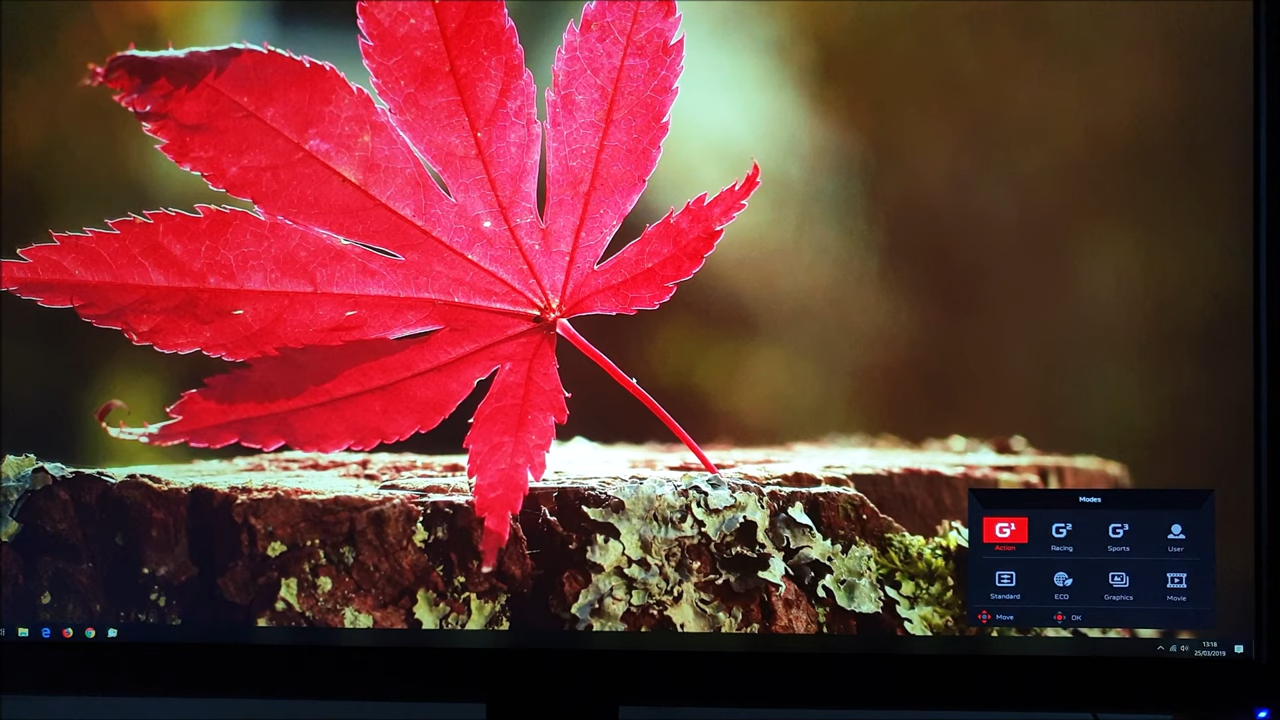 Modes
G1 G2 G3
Action Racing Sports User
Standard ECO Graphics Movie
Move OK
13:18
25/03/2019